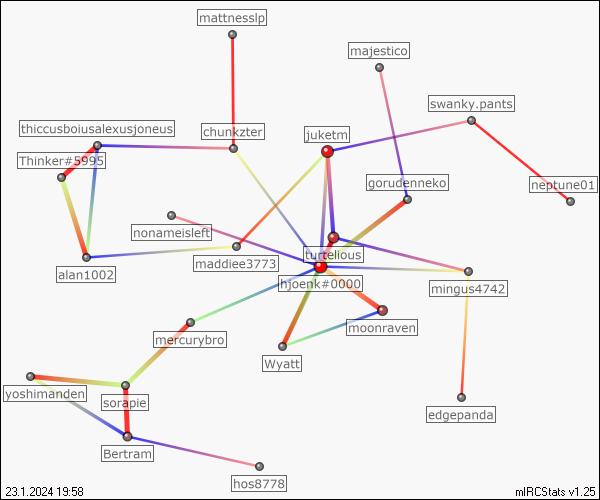 mattnesslp
majestico
swanky.pants
thiccusboiusalexusjoneus
chunkzter
juketm
Thinker#5995
gorudenneko
neptune01
nonameisleft
turtelious
maddiee3773
alan1002
hjoenk#0000
mingus4742
moonraven
mercurybro
Wyatt
yoshimanden
sorapie
edgepanda
Bertram
hos8778
23.1.2024 19:58
mIRCStats v1.25